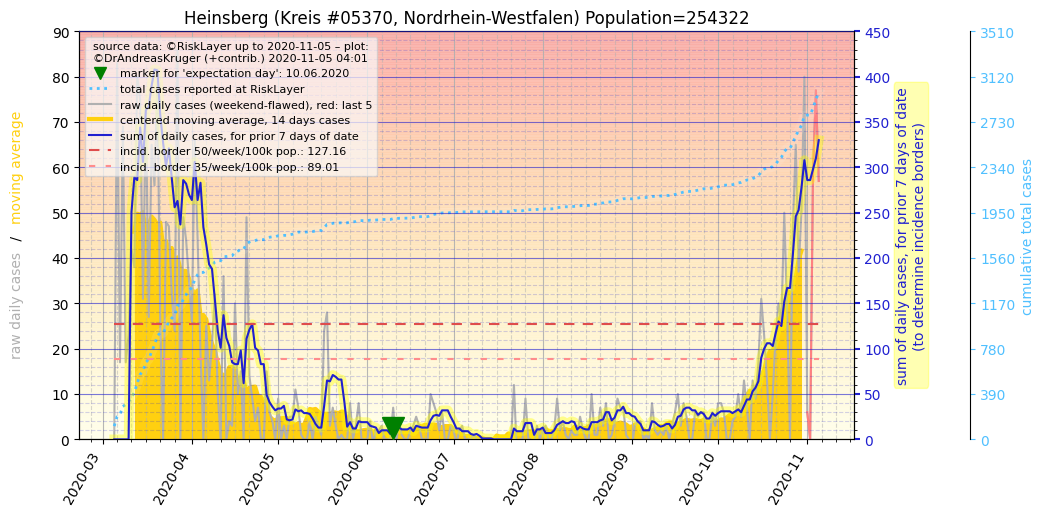 Heinsberg (Kreis #05370, Nordrhein-Westfalen) Population=254322
source data: ©RiskLayer up to 2020-11-05 – plot:
©DrAndreasKruger (+contrib.) 2020-11-05 04:01
marker for 'expectation day': 10.06.2020
total cases reported at RiskLayer
raw daily cases (weekend-flawed), red: last 5
centered moving average, 14 days cases
sum of daily cases, for prior 7 days of date
incid. border 50/week/100k pop.: 127.16
incid. border 35/week/100k pop.: 89.01
raw daily cases / moving average
90
80
70
60
50
40
30
20
10
0
2020-03
2020-04
2020-05
2020-06
2020-07
2020-08
2020-09
2020-10
2020-11
450
400
350
300
250
200
150
100
50
0
sum of daily cases, for prior 7 days of date
(to determine incidence borders)
3510
3120
2730
2340
1950
1560
1170
780
390
0
cumulative total cases